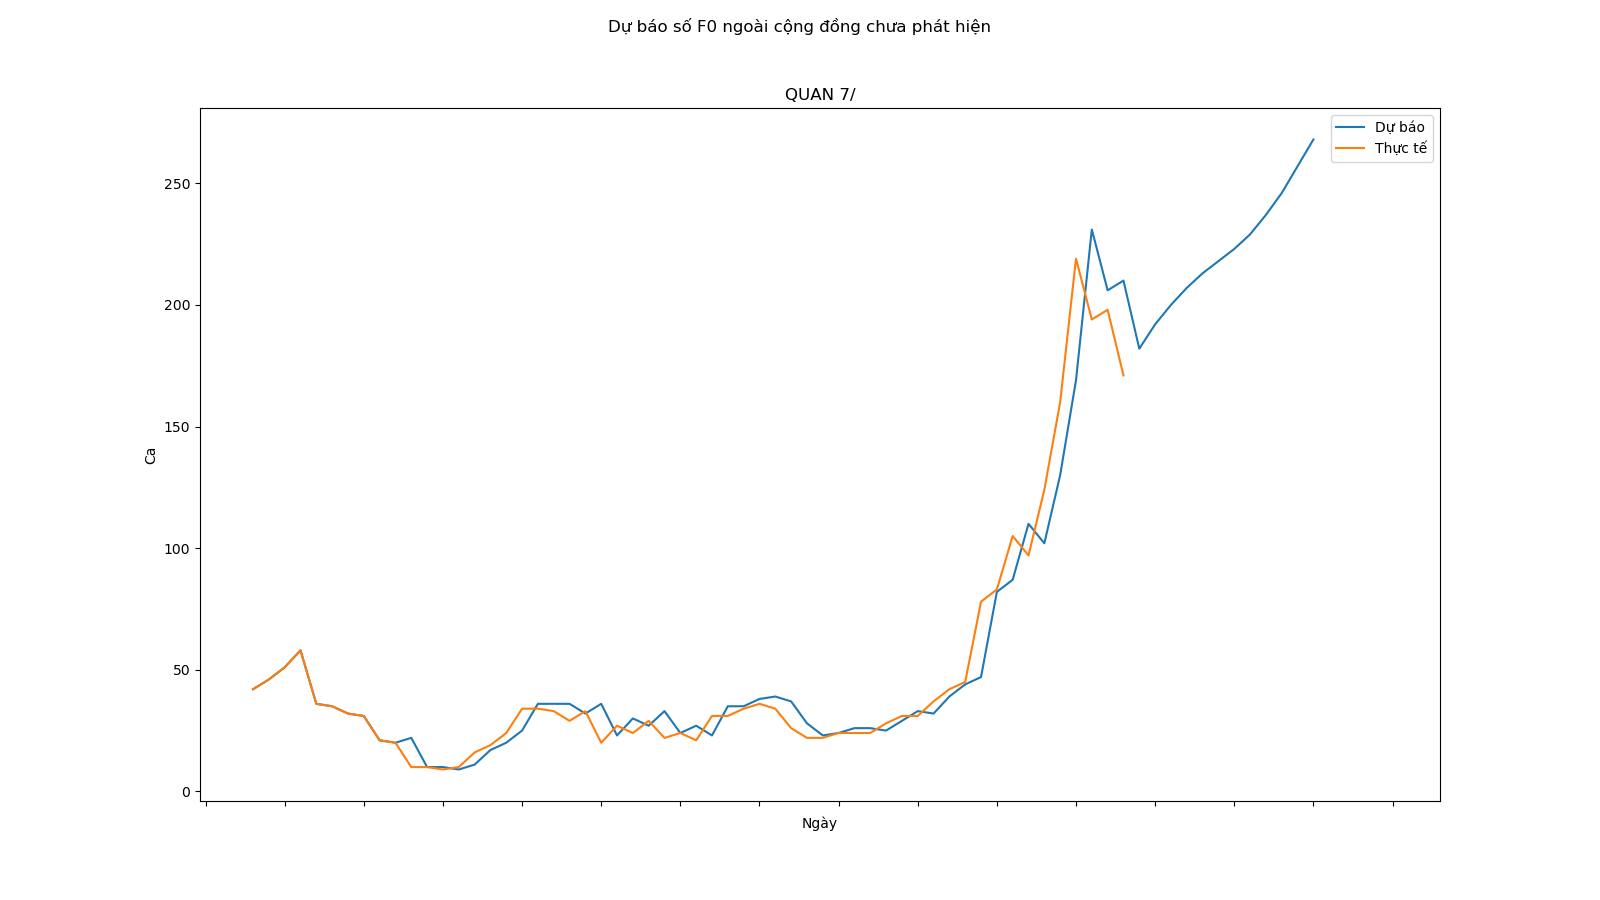 Dự báo số F0 ngoài cộng đồng chưa phát hiện
QUAN 7/
Dự báo
Thực tế
250
200
150
100
50
0
Ca
Ngày